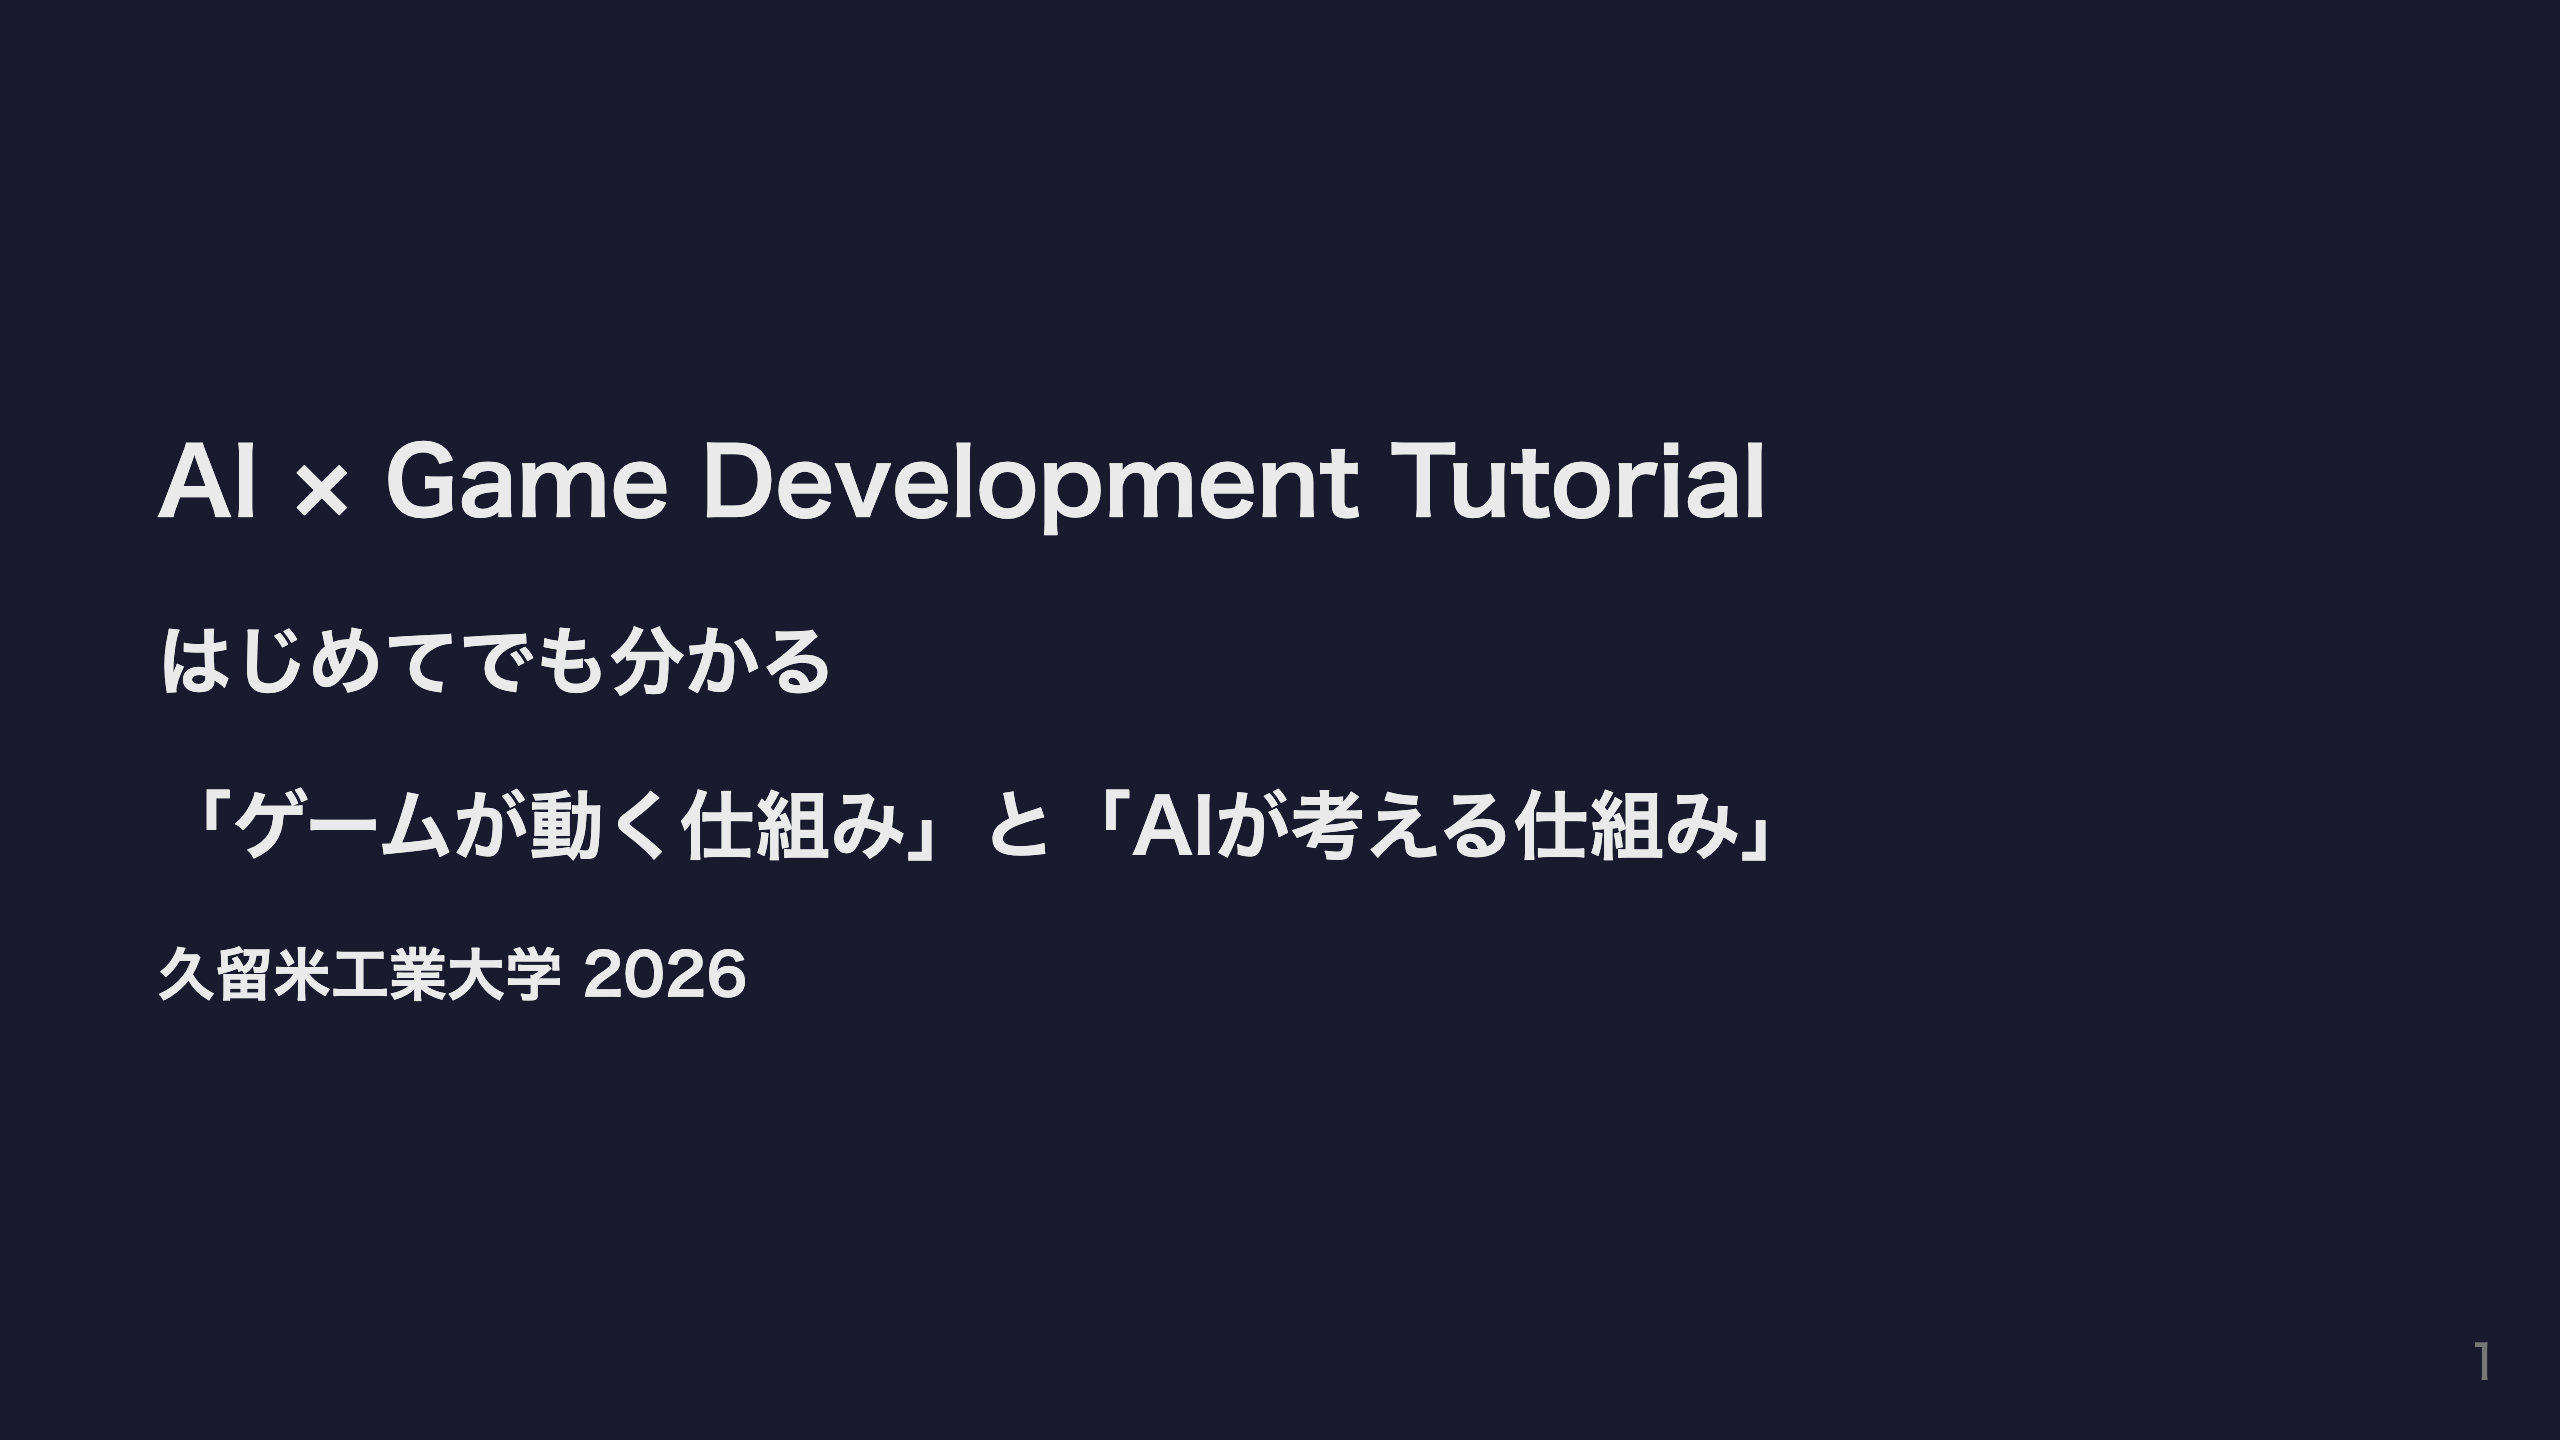 AI × Game Development Tutorial
はじめてでも分かる
「ゲームが動く仕組み」と「AIが考える仕組み」
久留米工業大学 2026
1